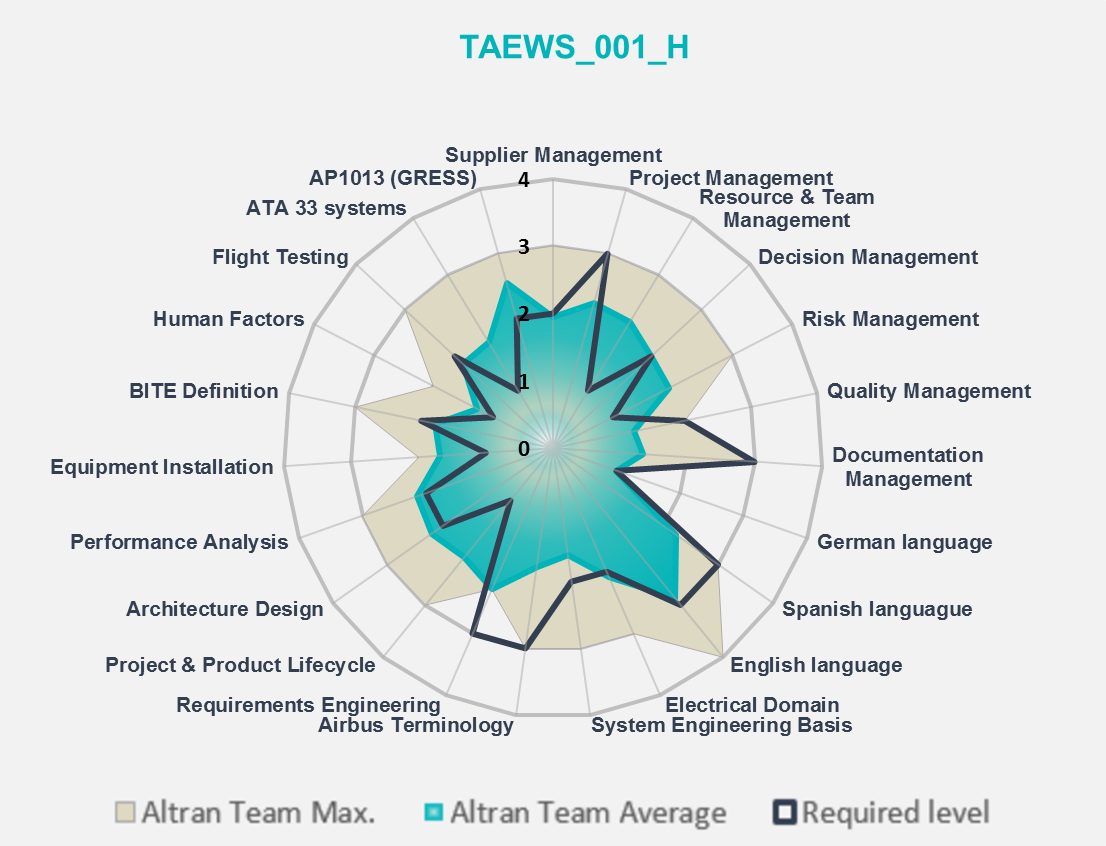 TAEWS_001_H
Supplier Management
AP1013 (GRESS)
4
Project Management
ATA 33 systems
Resource & Team
Management
Flight Testing
3
Decision Management
Human Factors
2
Risk Management
BITE Definition
1
Quality Management
Equipment Installation
0
Documentation
Management
Performance Analysis
German language
Architecture Design
Spanish languague
Project & Product Lifecycle
English language
Requirements Engineering
Electrical Domain
Airbus Terminology
System Engineering Basis
Altran Team Max.
Altran Team Average
Required level